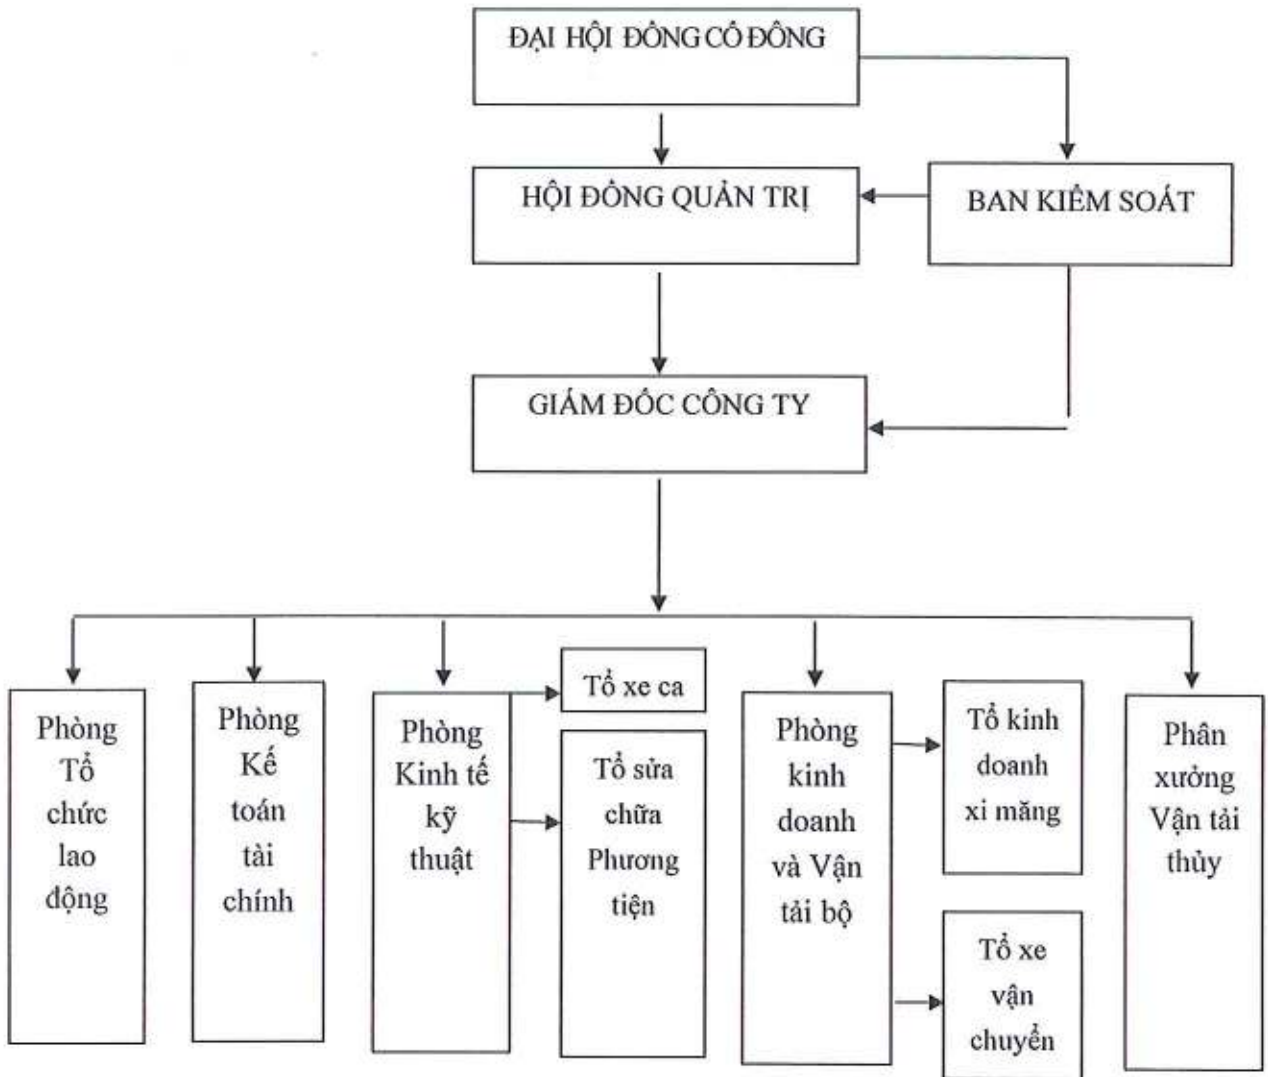 ĐẠI HỘI ĐỒNG CỔ ĐÔNG
HỘI ĐỒNG QUẢN TRỊ
BAN KIỂM SOÁT
GIÁM ĐỐC CÔNG TY
Phòng
Tổ
chức
lao
động
Phòng
Kế
toán
tài
chính
Phòng
Kinh tế
kỹ
thuật
Tổ xe ca
Tổ sửa
chữa
Phương
tiện
Phòng
kinh
doanh
và Vận
tải bộ
Tổ kinh
doanh
xi măng
Tổ xe
vận
chuyển
Phân
xưởng
Vận tải
thủy